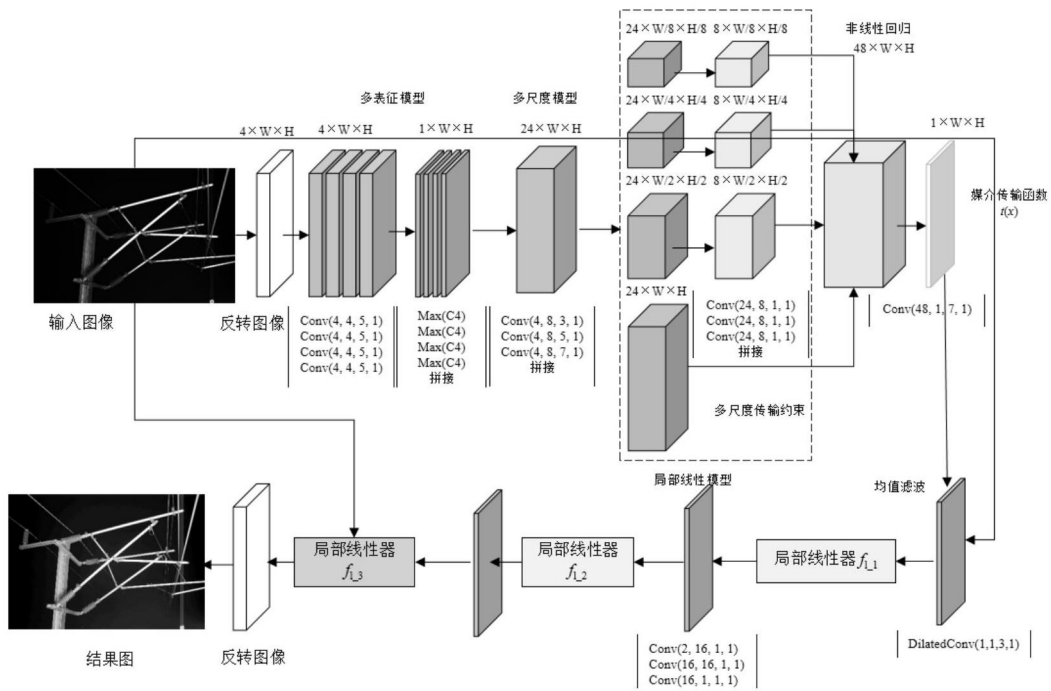 24×W/8×H/8 8×W/8×H/8
非线性回归
48×W×H
多表征模型
多尺度模型
24×W/4×H/4 8×W/4×H/4
4×W×H
4×W×H
1×W×H
24×W×H
1×W×H
24×W/2×H/2 8×W/2×H/2
媒介传输函数
t(x)
24×W×H
输入图像
反转图像
Conv(4, 4, 5, 1)
Conv(4, 4, 5, 1)
Conv(4, 4, 5, 1)
Conv(4, 4, 5, 1)
Max(C4)
Max(C4)
Max(C4)
Max(C4)
拼接
Conv(4, 8, 3, 1)
Conv(4, 8, 5, 1)
Conv(4, 8, 7, 1)
拼接
Conv(24, 8, 1, 1)
Conv(24, 8, 1, 1)
Conv(24, 8, 1, 1)
拼接
Conv(48, 1, 7, 1)
多尺度传输约束
局部线性模型
均值滤波
局部线性器
f1_3
局部线性器
f1_2
局部线性器f1_1
结果图
反转图像
Conv(2, 16, 1, 1)
Conv(16, 16, 1, 1)
Conv(16, 1, 1, 1)
DilatedConv(1,1,3,1)